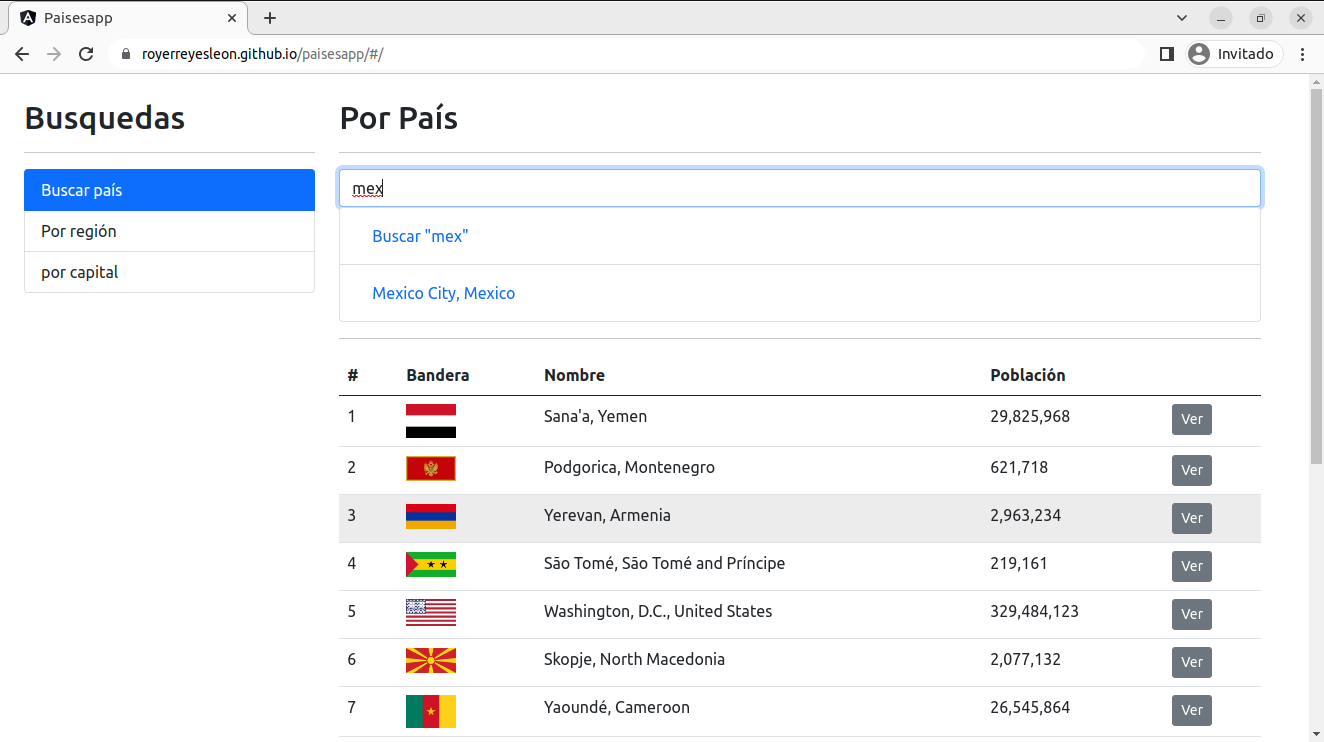 Paisesapp
royerreyesleon.github.io/paisesapp/#/
Invitado
Busquedas
Buscar país
Por región
por capital
Por País
mex
Buscar "mex"
Mexico City, Mexico
# Bandera Nombre Población
1 Sana'a, Yemen 29,825,968 Ver
2 Podgorica, Montenegro 621,718 Ver
3 Yerevan, Armenia 2,963,234 Ver
4 São Tomé, São Tomé and Príncipe 219,161 Ver
5 Washington, D.C., United States 329,484,123 Ver
6 Skopje, North Macedonia 2,077,132 Ver
7 Yaoundé, Cameroon 26,545,864 Ver